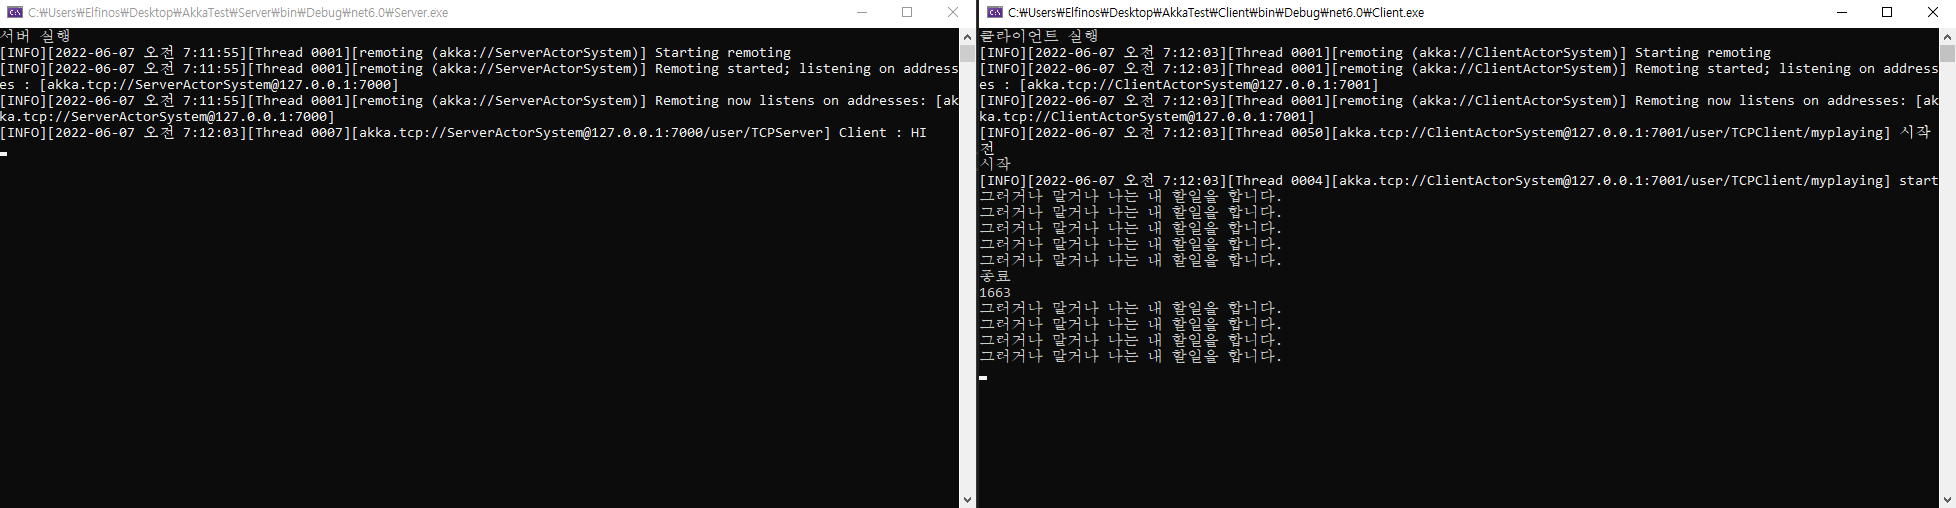 C:₩Users₩Elfinos₩Desktop₩AkkaTest₩Server₩bin₩Debug₩net6.0₩Server.exe
서버 실행
[INFO][2022-06-07 오전 7:11:55][Thread 0001][remoting (akka://ServerActorSystem)] Starting remoting
[INFO][2022-06-07 오전 7:11:55][Thread 0001][remoting (akka://ServerActorSystem)] Remoting started; listening on address
es : [akka.tcp://ServerActorSystem@127.0.0.1:7000]
[INFO][2022-06-07 오전 7:11:55][Thread 0001][remoting (akka://ServerActorSystem)] Remoting now listens on addresses: [ak
ka.tcp://ServerActorSystem@127.0.0.1:7000]
[INFO][2022-06-07 오전 7:12:03][Thread 0007][akka.tcp://ServerActorSystem@127.0.0.1:7000/user/TCPServer] Client : HI
C:₩Users₩Elfinos₩Desktop₩AkkaTest₩Client₩bin₩Debug₩net6.0₩Client.exe
클라이언트 실행
[INFO][2022-06-07 오전 7:12:03][Thread 0001][remoting (akka://ClientActorSystem)] Starting remoting
[INFO][2022-06-07 오전 7:12:03][Thread 0001][remoting (akka://ClientActorSystem)] Remoting started; listening on address
es : [akka.tcp://ClientActorSystem@127.0.0.1:7001]
[INFO][2022-06-07 오전 7:12:03][Thread 0001][remoting (akka://ClientActorSystem)] Remoting now listens on addresses: [ak
ka.tcp://ClientActorSystem@127.0.0.1:7001]
[INFO][2022-06-07 오전 7:12:03][Thread 0050][akka.tcp://ClientActorSystem@127.0.0.1:7001/user/TCPClient/myplaying] 시작
전
시작
[INFO][2022-06-07 오전 7:12:03][Thread 0004][akka.tcp://ClientActorSystem@127.0.0.1:7001/user/TCPClient/myplaying] start
그러거나 말거나 나는 내 할일을 합니다.
그러거나 말거나 나는 내 할일을 합니다.
그러거나 말거나 나는 내 할일을 합니다.
그러거나 말거나 나는 내 할일을 합니다.
그러거나 말거나 나는 내 할일을 합니다.
종료
1663
그러거나 말거나 나는 내 할일을 합니다.
그러거나 말거나 나는 내 할일을 합니다.
그러거나 말거나 나는 내 할일을 합니다.
그러거나 말거나 나는 내 할일을 합니다.